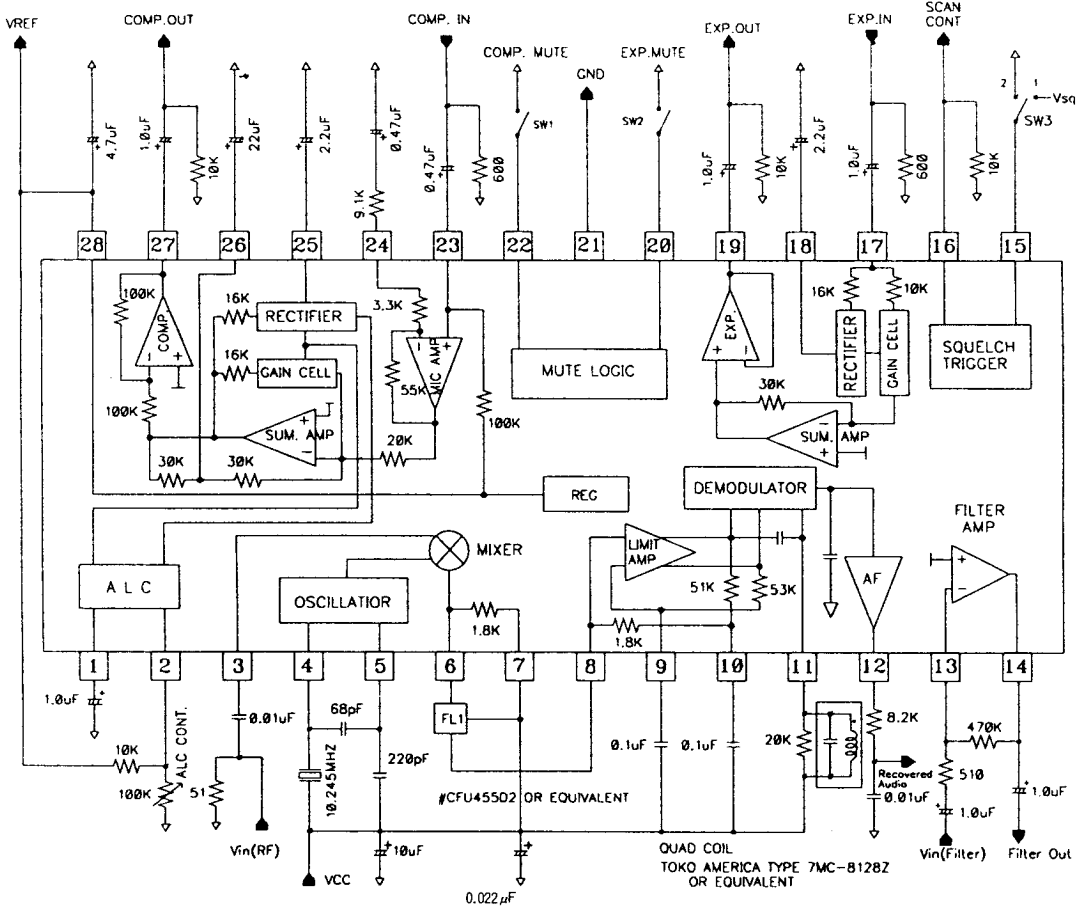 VREF
COMP.OUT
COMP. IN
COMP. MUTE
EXP.MUTE
GND
EXP.OUT
EXP.IN
SCAN
CONT
4.7uF
1.0uF
10K
22uF
2.2uF
0.47uF
9.1K
0.47uF
600
SW1
SW2
1.0uF
10K
2.2uF
1.0uF
600
10K
2
1
Vsq
SW3
28
27
26
25
24
23
22
21
20
19
18
17
16
15
100K
COMP.
16K
RECTIFIER
16K
GAIN CELL
3.3K
MIC AMP
55K
100K
MUTE LOGIC
EXP.
16K
10K
RECTIFIER
GAIN CELL
SQUELCH
TRIGGER
100K
SUM. AMP
20K
30K
30K
30K
SUM. AMP
REG
DEMODULATOR
FILTER
AMP
MIXER
LIMIT
AMP
ALC
OSCILLATIOR
1.8K
51K
53K
1.8K
AF
1
2
3
4
5
6
7
8
9
10
11
12
13
14
1.0uF
10K
ALC CONT.
100K
0.01uF
51
Vin(RF)
68pF
10.245MHZ
220pF
FL1
#CFU455D2 OR EQUIVALENT
0.1uF
0.1uF
20K
8.2K
Recovered
Audio
0.01uF
470K
510
1.0uF
1.0uF
VCC
10uF
0.022μF
QUAD COIL
TOKO AMERICA TYPE 7MC-8128Z
OR EQUIVALENT
Vin(Filter)
Filter Out